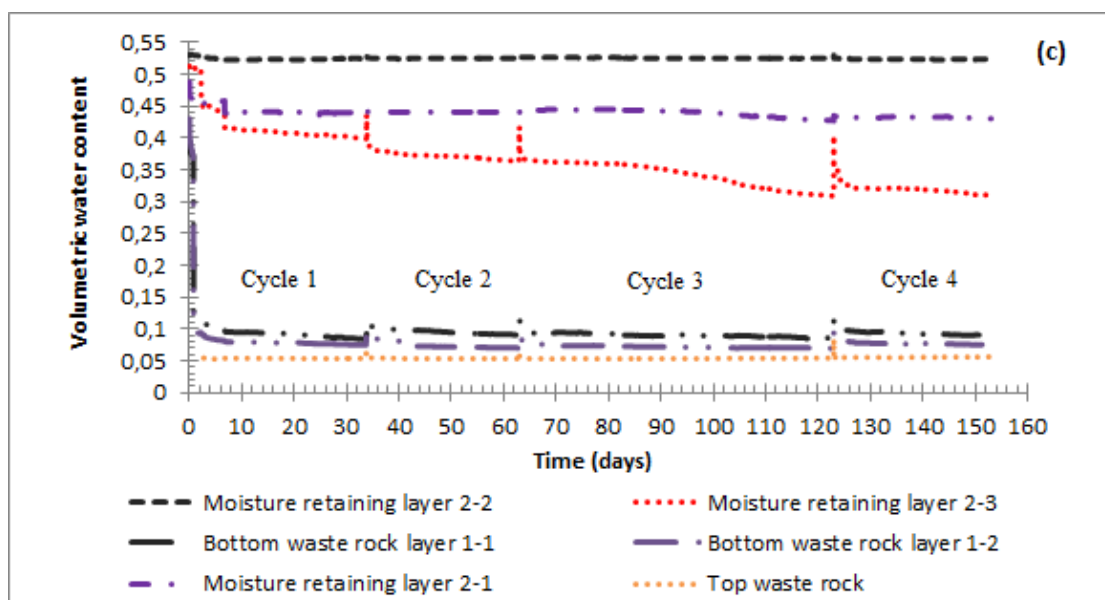 (c)
0,55
0,5
0,45
0,4
0,35
0,3
0,25
0,2
0,15
0,1
0,05
0
Volumetric water content
Cycle 1 Cycle 2 Cycle 3 Cycle 4
0 10 20 30 40 50 60 70 80 90 100 110 120 130 140 150 160
Time (days)
Moisture retaining layer 2-2 Moisture retaining layer 2-3
Bottom waste rock layer 1-1 Bottom waste rock layer 1-2
Moisture retaining layer 2-1 Top waste rock